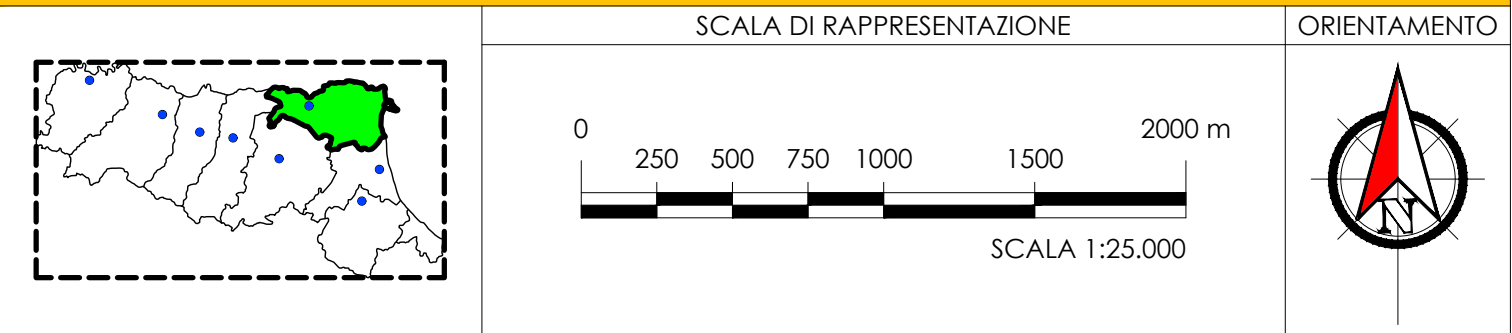 SCALA DI RAPPRESENTAZIONE
ORIENTAMENTO
0 2000 m
250 500 750 1000 1500
SCALA 1:25.000
N